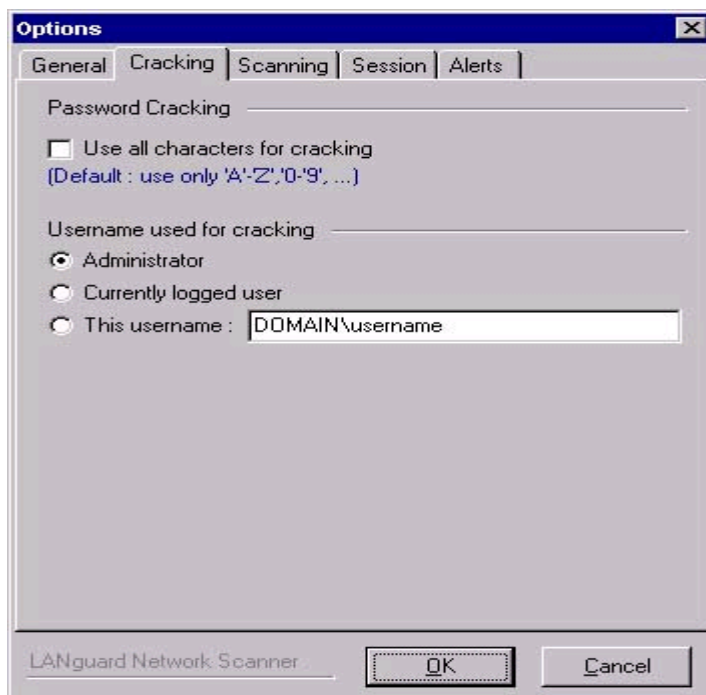 Options
General Cracking Scanning Session Alerts
Password Cracking
Use all characters for cracking
(Default : use only 'A'-'Z','0-'9', ...)
Username used for cracking
Administrator
Currently logged user
This username : DOMAIN\username
LANguard Network Scanner OK Cancel